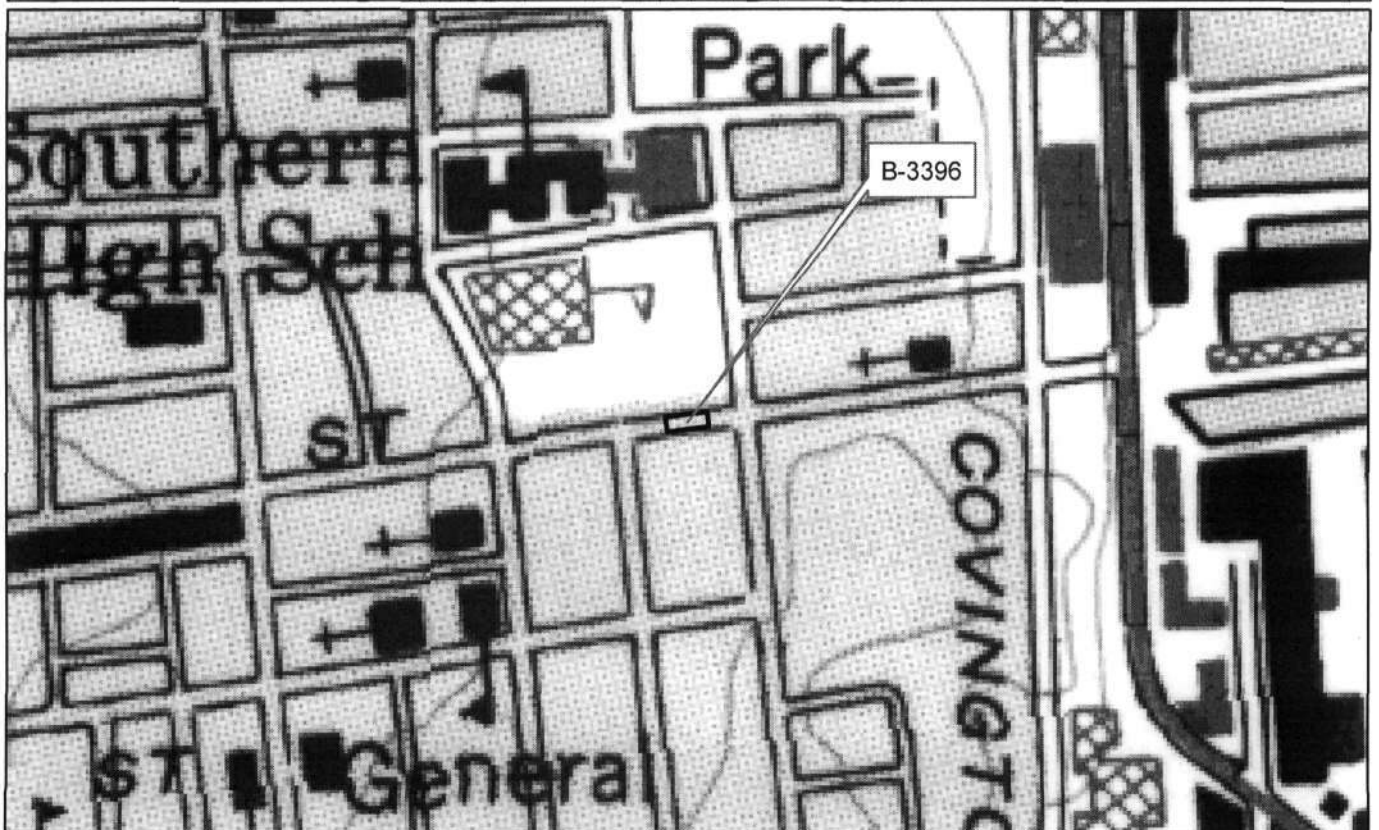 Park
B-3396
Southern
High Sch
ST
COVINGTO
ST
General